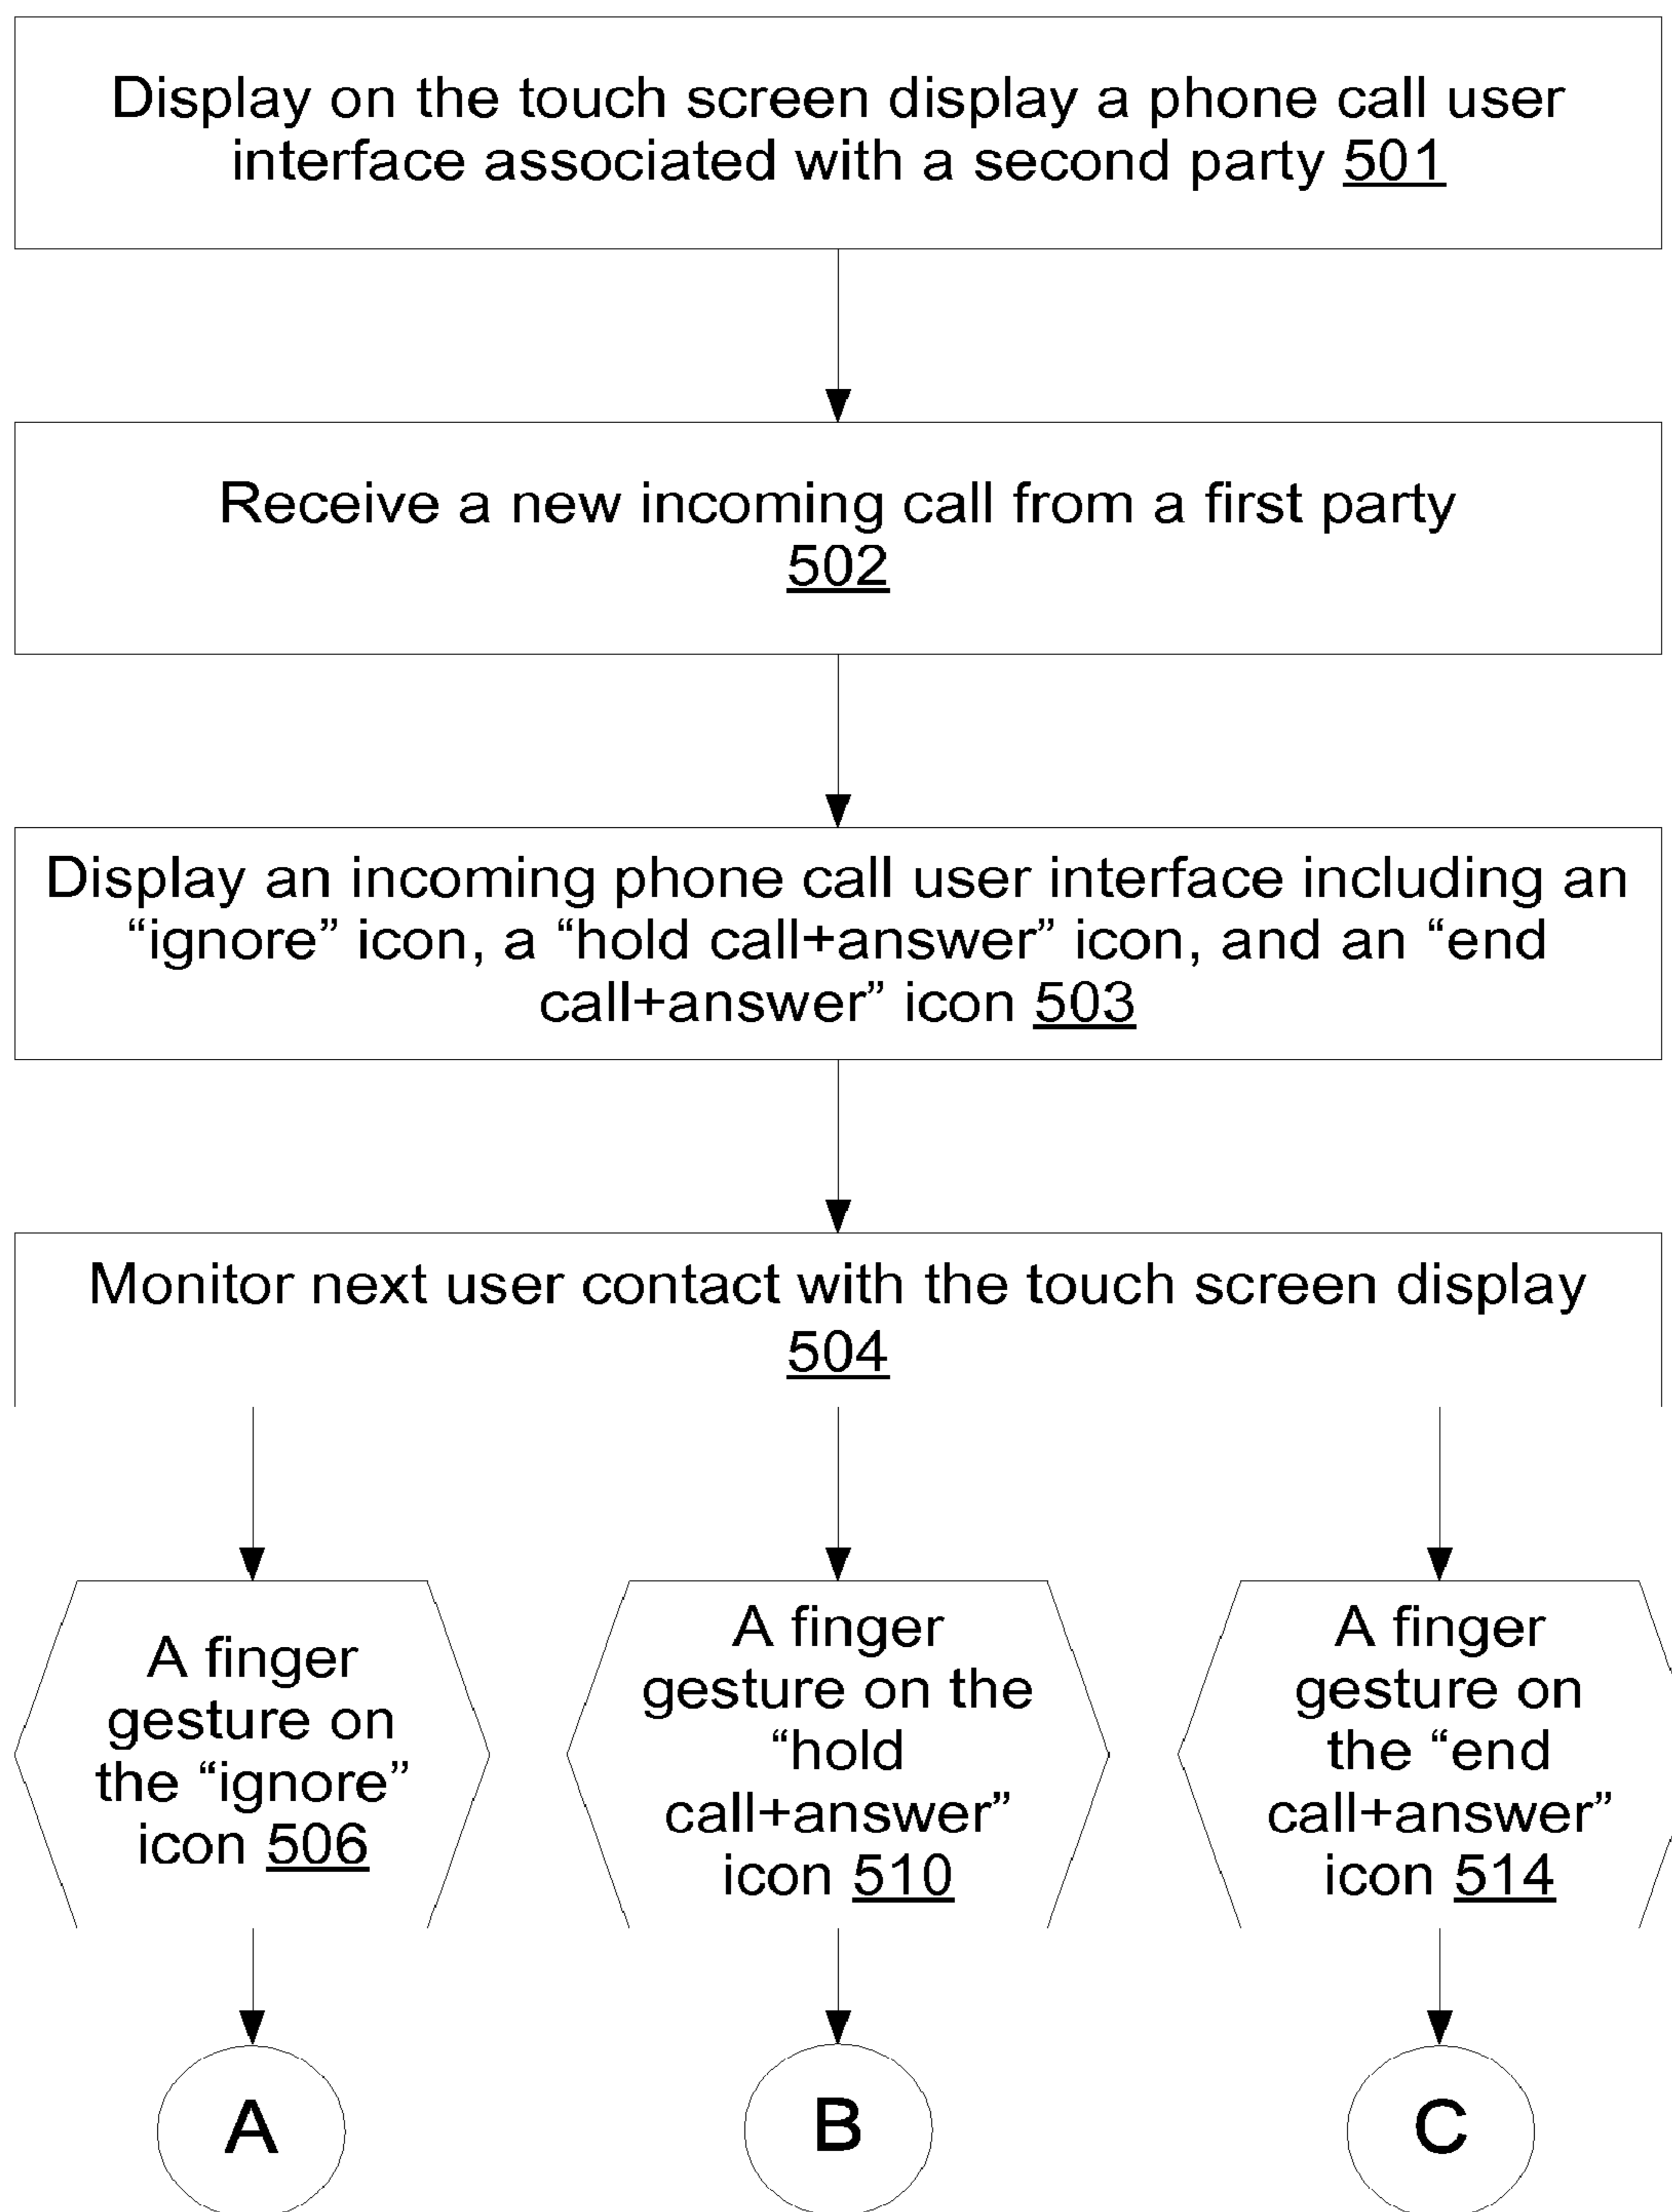 Display on the touch screen display a phone call user
interface associated with a second party 501
Receive a new incoming call from a first party
502
Display an incoming phone call user interface including an
“ignore” icon, a “hold call+answer” icon, and an “end
call+answer” icon 503
Monitor next user contact with the touch screen display
504
A finger
gesture on
the “ignore”
icon 506
A finger
gesture on the
“hold
call+answer”
icon 510
A finger
gesture on
the “end
call+answer”
icon 514
A
B
C